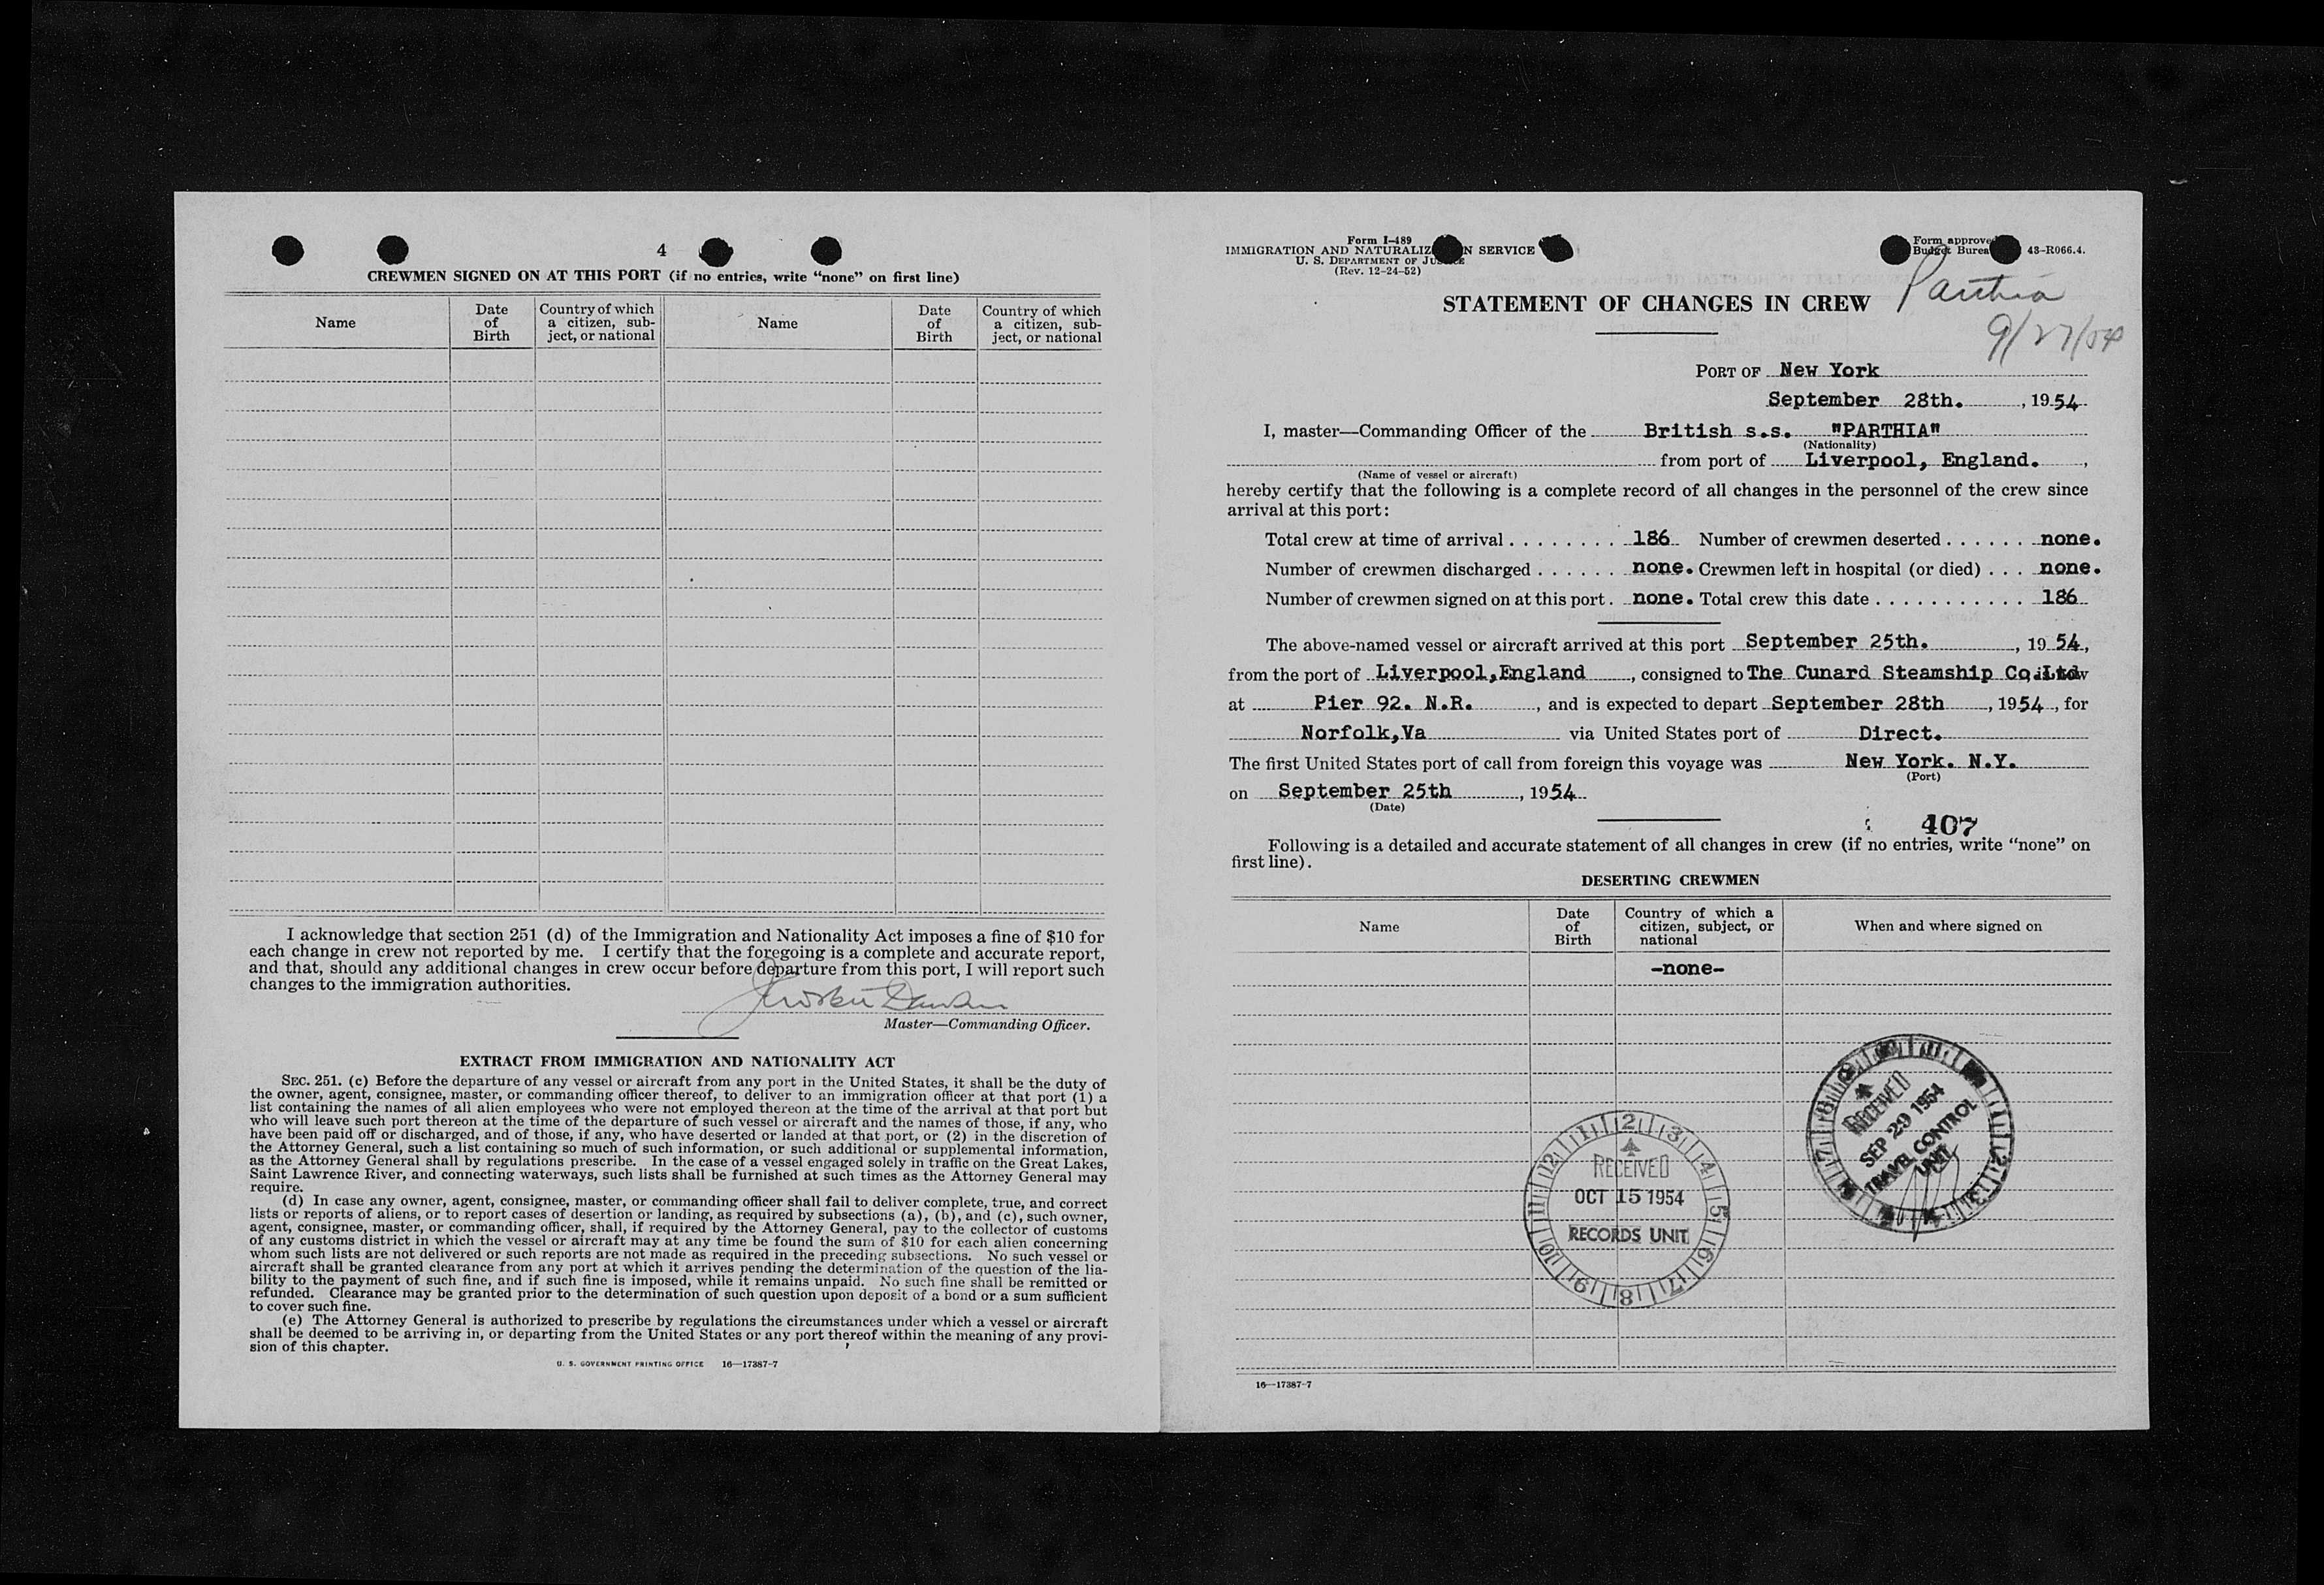 4
CREWMEN SIGNED ON AT THIS PORT (if no entries, write “none” on first line)
Name
Date of Birth
Country of which a citizen, sub-ject, or national
Name
Date of Birth
Country of which a citizen, sub-ject, or national
I acknowledge that section 251 (d) of the Immigration and Nationality Act imposes a fine of $10 for
each change in crew not reported by me. I certify that the foregoing is a complete and accurate report,
and that, should any additional changes in crew occur before departure from this port, I will report such
changes to the immigration authorities.
Master—Commanding Officer.
EXTRACT FROM IMMIGRATION AND NATIONALITY ACT
SEC. 251. (c) Before the departure of any vessel or aircraft from any port in the United States, it shall be the duty of
the owner, agent, consignee, master, or commanding officer thereof, to deliver to an immigration officer at that port (1) a
list containing the names of all alien employees who were not employed thereon at the time of the arrival at that port but
who will leave such port thereon at the time of the departure of such vessel or aircraft and the names of those, if any, who
have been paid off or discharged, and of those, if any, who have deserted or landed at that port, or (2) in the discretion of
the Attorney General, such a list containing so much of such information, or such additional or supplemental information,
as the Attorney General shall by regulations prescribe. In the case of a vessel engaged solely in traffic on the Great Lakes,
Saint Lawrence River, and connecting waterways, such lists shall be furnished at such times as the Attorney General may
require.
(d) In case any owner, agent, consignee, master, or commanding officer shall fail to deliver complete, true, and correct
lists or reports of aliens, or to report cases of desertion or landing, as required by subsections (a), (b), and (c), such owner,
agent, consignee, master, or commanding officer, shall, if required by the Attorney General, pay to the collector of customs
of any customs district in which the vessel or aircraft may at any time be found the sum of $10 for each alien concerning
whom such lists are not delivered or such reports are not made as required in the preceding subsections. No such vessel or
aircraft shall be granted clearance from any port at which it arrives pending the determination of the question of the lia-
bility to the payment of such fine, and if such fine is imposed, while it remains unpaid. No such fine shall be remitted or
refunded. Clearance may be granted prior to the determination of such question upon deposit of a bond or a sum sufficient
to cover such fine.
(e) The Attorney General is authorized to prescribe by regulations the circumstances under which a vessel or aircraft
shall be deemed to be arriving in, or departing from the United States or any port thereof within the meaning of any provi-
sion of this chapter.
U. S. GOVERNMENT PRINTING OFFICE 16—17387-7
Form I-489
IMMIGRATION AND NATURALIZ N SERVICE
U. S. DEPARTMENT OF JUSTICE
(Rev. 12-24-52)
Form approve
Budget Burea 43-R066.4.
Parthia
9/27/54
STATEMENT OF CHANGES IN CREW
PORT OF New York
September 28th. , 1954
I, master—Commanding Officer of the British s.s. "PARTHIA"
(Nationality)
from port of Liverpool, England. ,
(Name of vessel or aircraft)
hereby certify that the following is a complete record of all changes in the personnel of the crew since
arrival at this port:
Total crew at time of arrival . . . . . . . . 186 Number of crewmen deserted . . . . . . none.
Number of crewmen discharged . . . . . . none. Crewmen left in hospital (or died) . . . none.
Number of crewmen signed on at this port . none. Total crew this date . . . . . . . . . . . 186
The above-named vessel or aircraft arrived at this port September 25th. , 1954,
from the port of Liverpool,England , consigned to The Cunard Steamship Co.Ltd
at Pier 92. N.R. , and is expected to depart September 28th , 1954 , for
Norfolk,Va via United States port of Direct.
The first United States port of call from foreign this voyage was New York. N.Y.
(Port)
on September 25th , 1954
(Date)
407
Following is a detailed and accurate statement of all changes in crew (if no entries, write “none” on
first line).
DESERTING CREWMEN
Name
Date of Birth
Country of which a citizen, subject, or national
When and where signed on
-none-
RECEIVED
SEP 29 1954
TRAVEL CONTROL
UNIT
RECEIVED
OCT 15 1954
RECORDS UNIT
12 1 2 3 4 5 6 7 8 9 10 11
16—17387-7